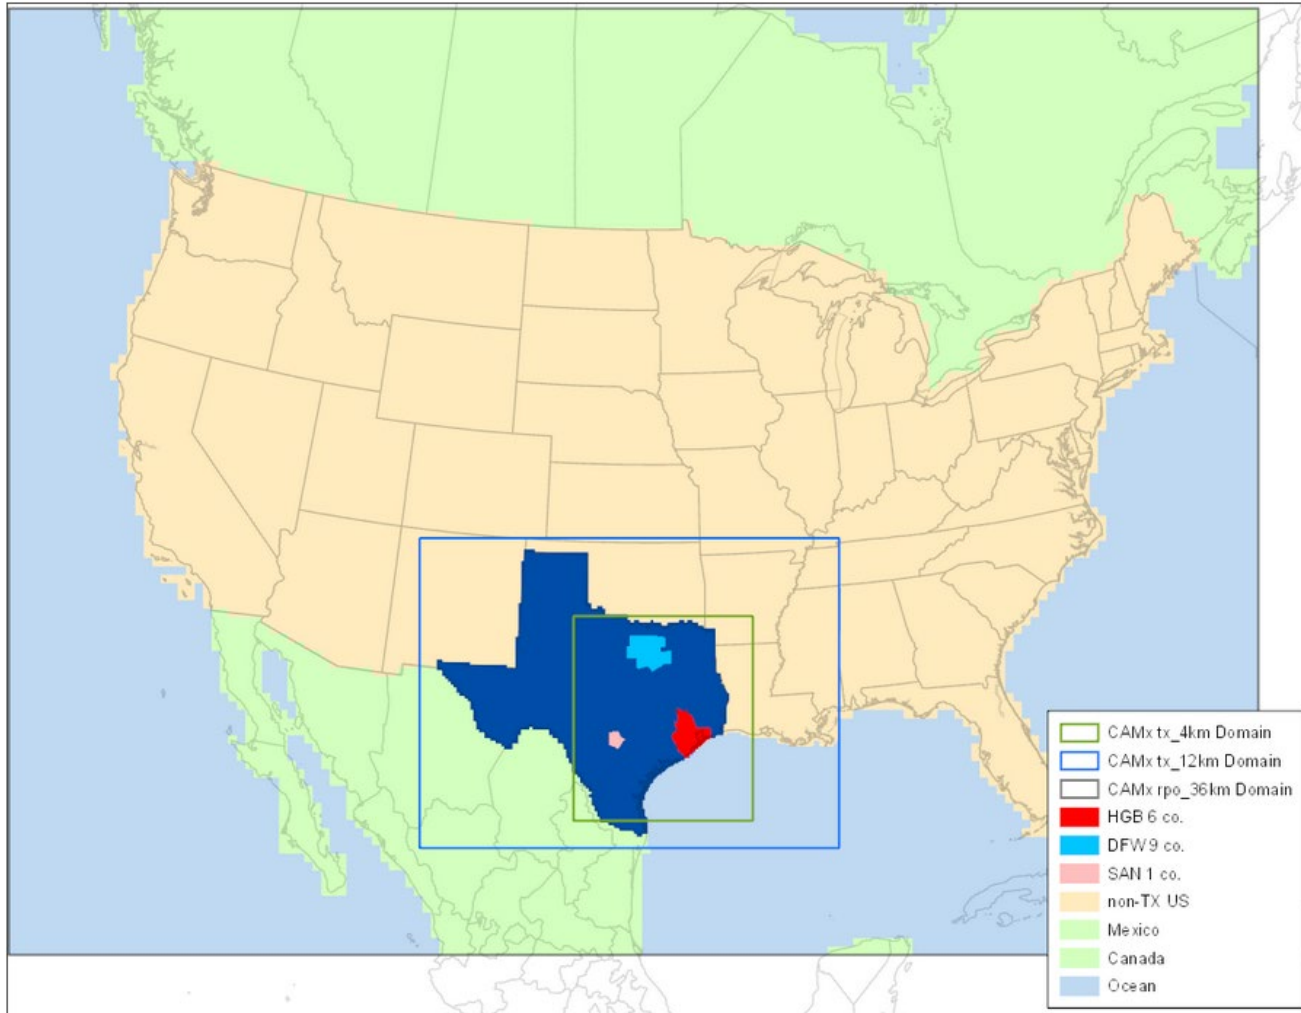 CAMx tx_4km Domain
CAMx tx_12km Domain
CAMx rpo_36km Domain
HGB 6 co.
DFW 9 co.
SAN 1 co.
non-TX US
Mexico
Canada
Ocean